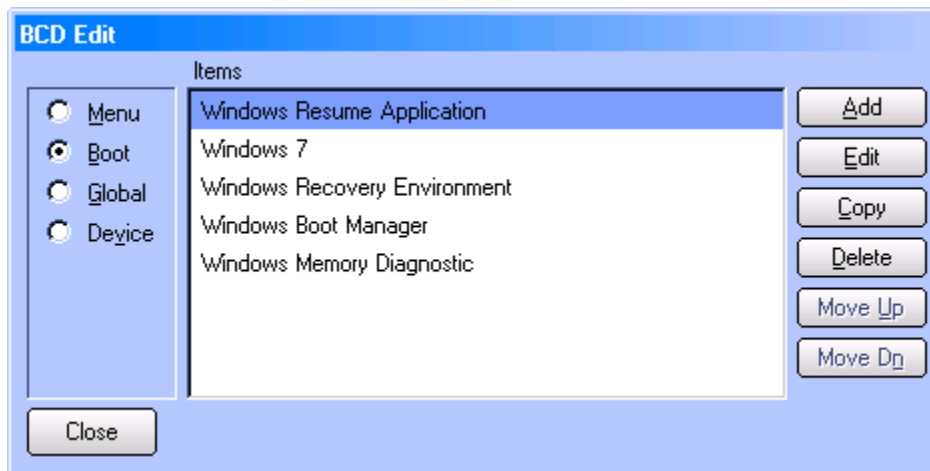 BCD Edit
Items
Menu
Boot
Global
Device
Windows Resume Application
Windows 7
Windows Recovery Environment
Windows Boot Manager
Windows Memory Diagnostic
Add
Edit
Copy
Delete
Move Up
Move Dn
Close